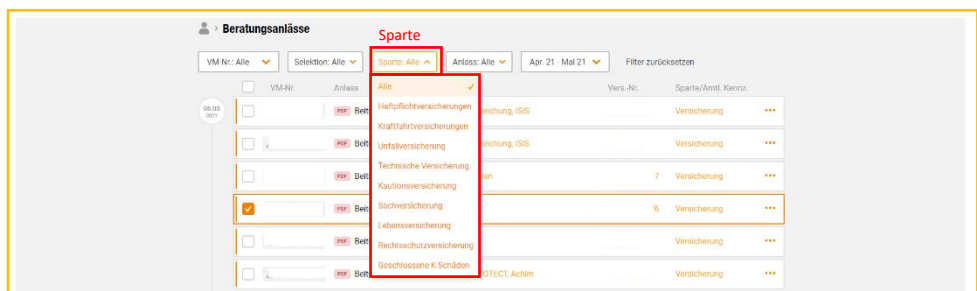 > Beratungsanlässe
Sparte
VM-Nr.: Alle Selektion: Alle Sparte: Alle Anlass: Alle Apr. 21 - Mai 21 Filter zurücksetzen
VM-Nr. Anlass Alle Vers.-Nr. Sparte/Amtl. Kennz.
06.05 2021 PDF Beit Haftpflichtversicherungen eichung, ISIS Versicherung •••
Kraftfahrtversicherungen
PDF Beit Unfallversicherung eichung, ISIS Versicherung •••
Technische Versicherung
PDF Beit 7 Versicherung •••
Kautionsversicherung
PDF Beit Sachversicherung Versicherung •••
Lebensversicherung
PDF Beit Rechtsschutzversicherung Versicherung •••
PDF Beit Geschlossene K Schäden OTECT, Achim Versicherung •••